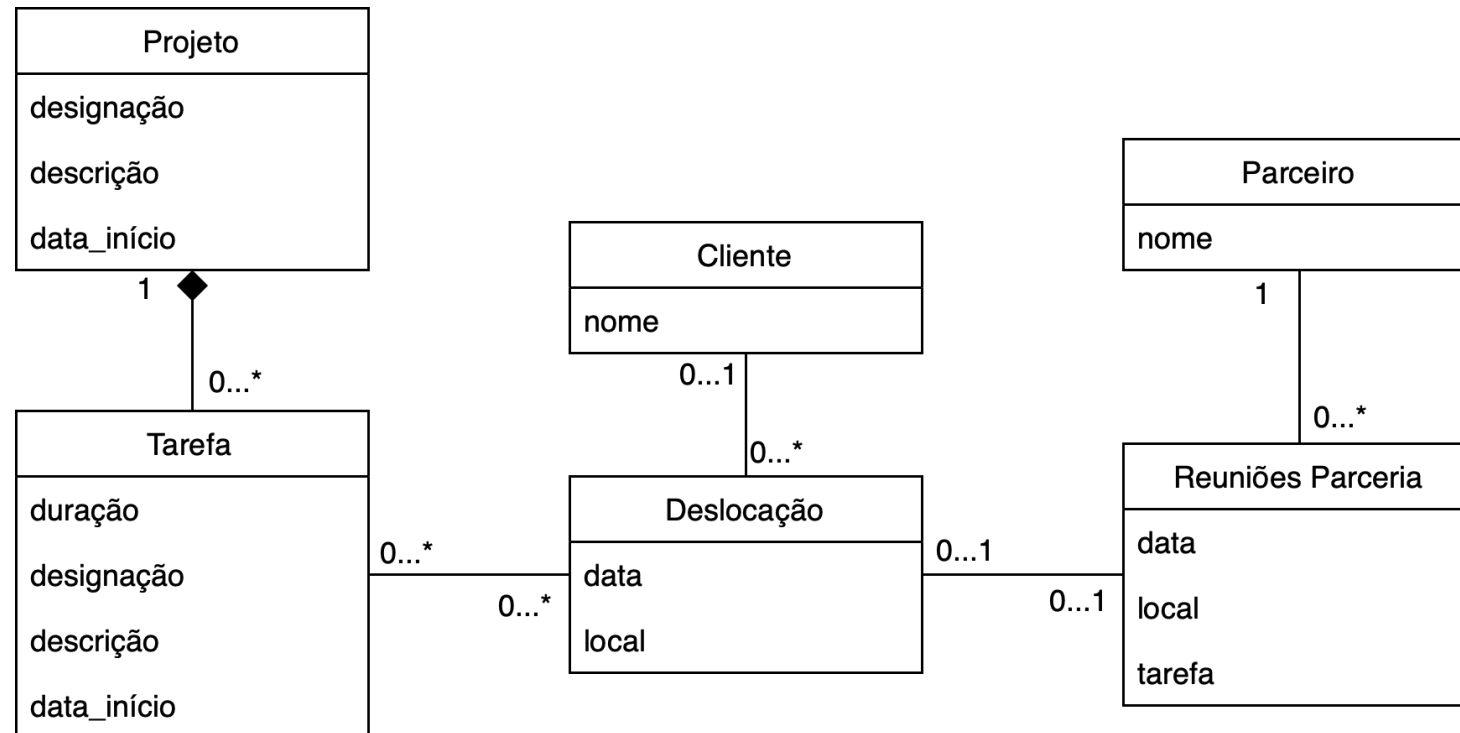 Projeto
designação
descrição
data_início
1
0...*
Tarefa
duração
designação
descrição
data_início
0...*
0...*
Cliente
nome
0...1
0...*
Deslocação
data
local
0...1
0...1
Parceiro
nome
1
0...*
Reuniões Parceria
data
local
tarefa